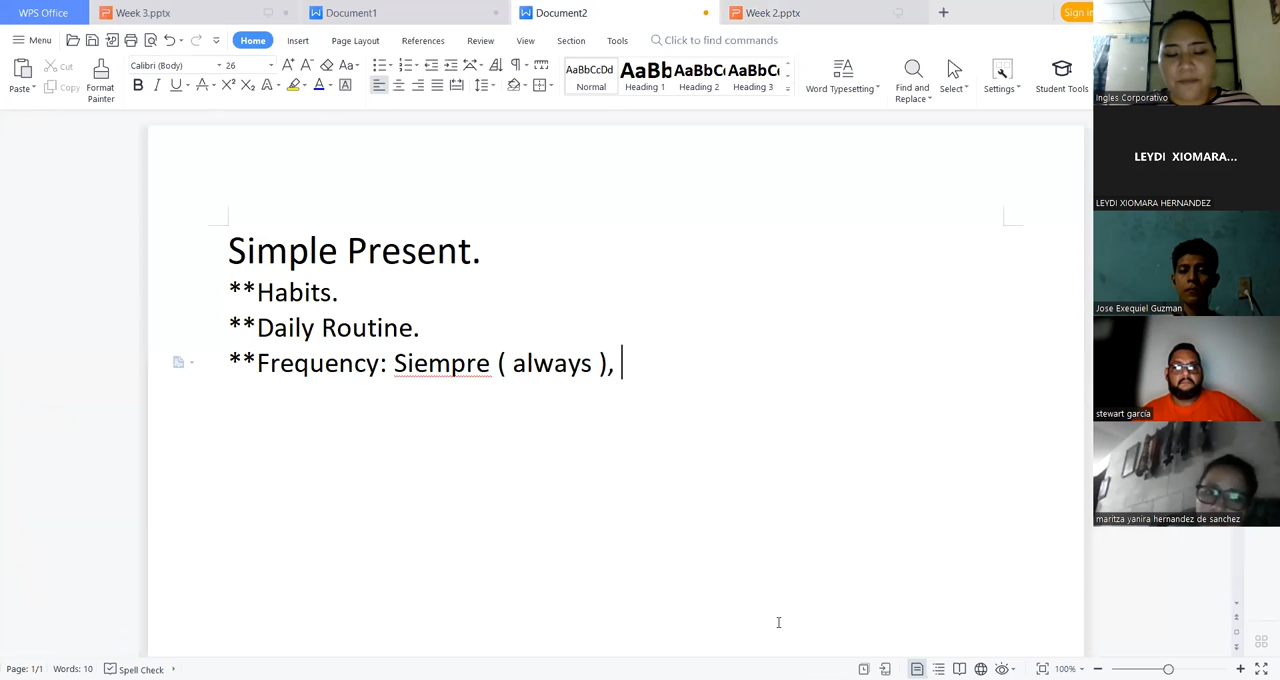 WPS Office
Week 3.pptx
Document1
Document2
Week 2.pptx
Sign in
Menu
Home
Insert
Page Layout
References
Review
View
Section
Tools
Click to find commands
Paste
Cut
Copy
Format
Painter
Calibri (Body)
26
AaBbCcDd
Normal
AaBb
Heading 1
AaBbCc
Heading 2
AaBbCc
Heading 3
Word Typesetting
Find and
Replace
Select
Settings
Student Tools
Simple Present.
**Habits.
**Daily Routine.
**Frequency: Siempre ( always ),
Ingles Corporativo
LEYDI XIOMARA...
LEYDI XIOMARA HERNANDEZ
Jose Exequiel Guzman
stewart garcía
maritza yanira hernandez de sanchez
Page: 1/1
Words: 10
Spell Check
100%